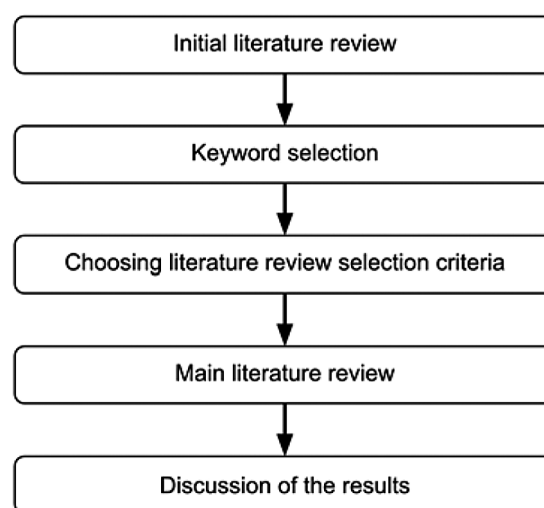 Initial literature review
Keyword selection
Choosing literature review selection criteria
Main literature review
Discussion of the results